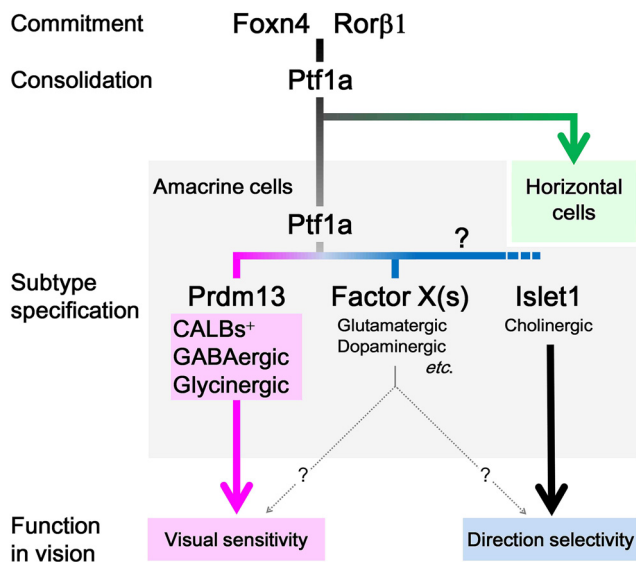 Commitment
Foxn4 Rorβ1
Consolidation
Ptf1a
Amacrine cells
Horizontal
cells
Ptf1a
?
Subtype
specification
Prdm13
CALBs⁺
GABAergic
Glycinergic
Factor X(s)
Glutamatergic
Dopaminergic
etc.
Islet1
Cholinergic
?
?
Function
in vision
Visual sensitivity
Direction selectivity